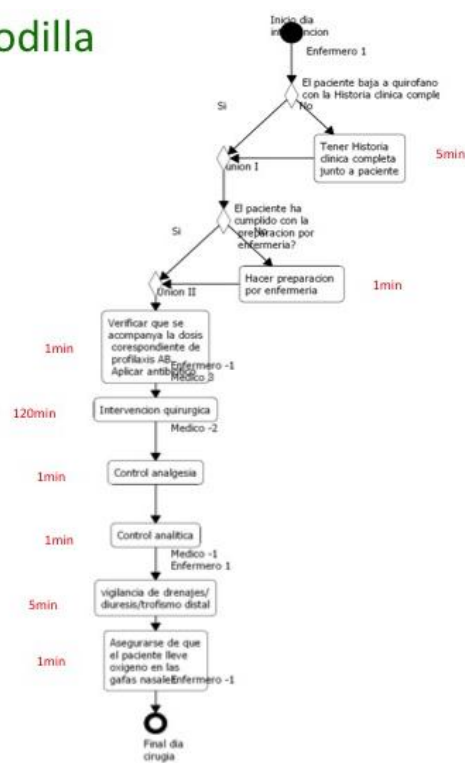 odilla
Inicio dia
intervencion
Enfermero 1
El paciente baja a quirofano
con la Historia clinica comple
Si
No
Tener Historia
clinica completa
junto a paciente
5min
union I
El paciente ha
cumplido con la
preparacion por
enfermeria?
Si
No
Hacer preparacion
por enfermeria
1min
Union II
Verificar que se
acompanya la dosis
corespondiente de
profilaxis AB
Aplicar antibiotico
1min
Enfermero -1
Medico 3
Intervencion quirurgica
120min
Medico -2
Control analgesia
1min
Control analitica
1min
Medico -1
Enfermero 1
vigilancia de drenajes/
diuresis/trofismo distal
5min
Asegurarse de que
el paciente lleve
oxigeno en las
gafas nasales
1min
Enfermero -1
Final dia
cirugia